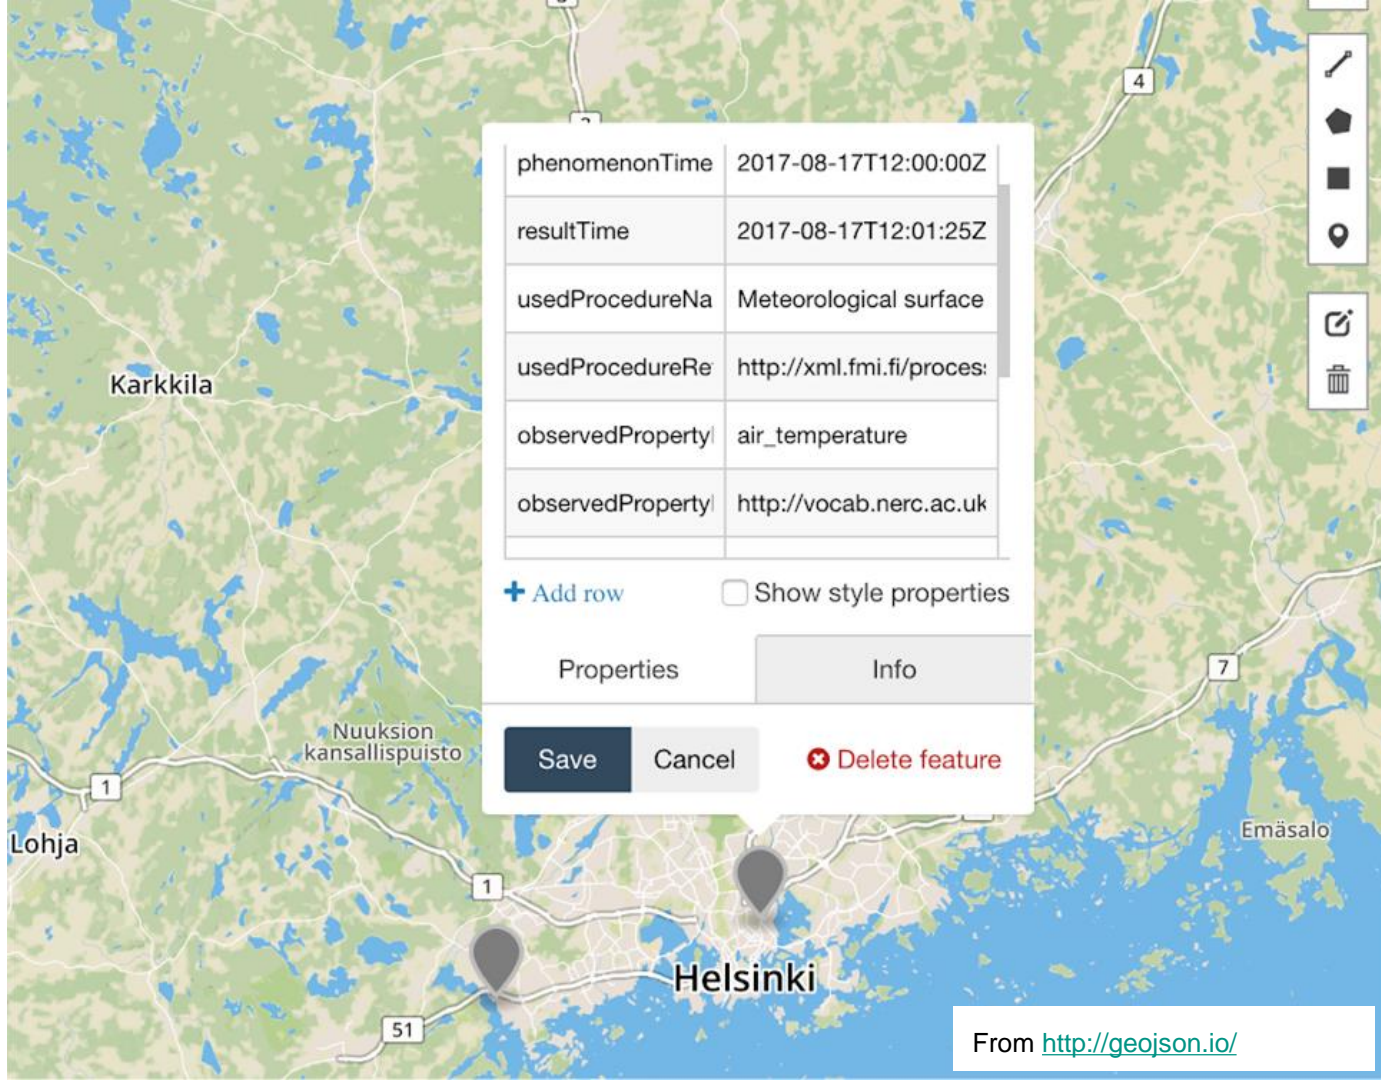 4
phenomenonTime 2017-08-17T12:00:00Z
resultTime 2017-08-17T12:01:25Z
usedProcedureNa Meteorological surface
usedProcedureRe http://xml.fmi.fi/proces
observedProperty air_temperature
observedProperty http://vocab.nerc.ac.uk
Karkkila
+ Add row Show style properties
Properties Info
7
Nuuksion
kansallispuisto
Save Cancel Delete feature
1
Lohja
Emäsalo
1
Helsinki
51
From http://geojson.io/